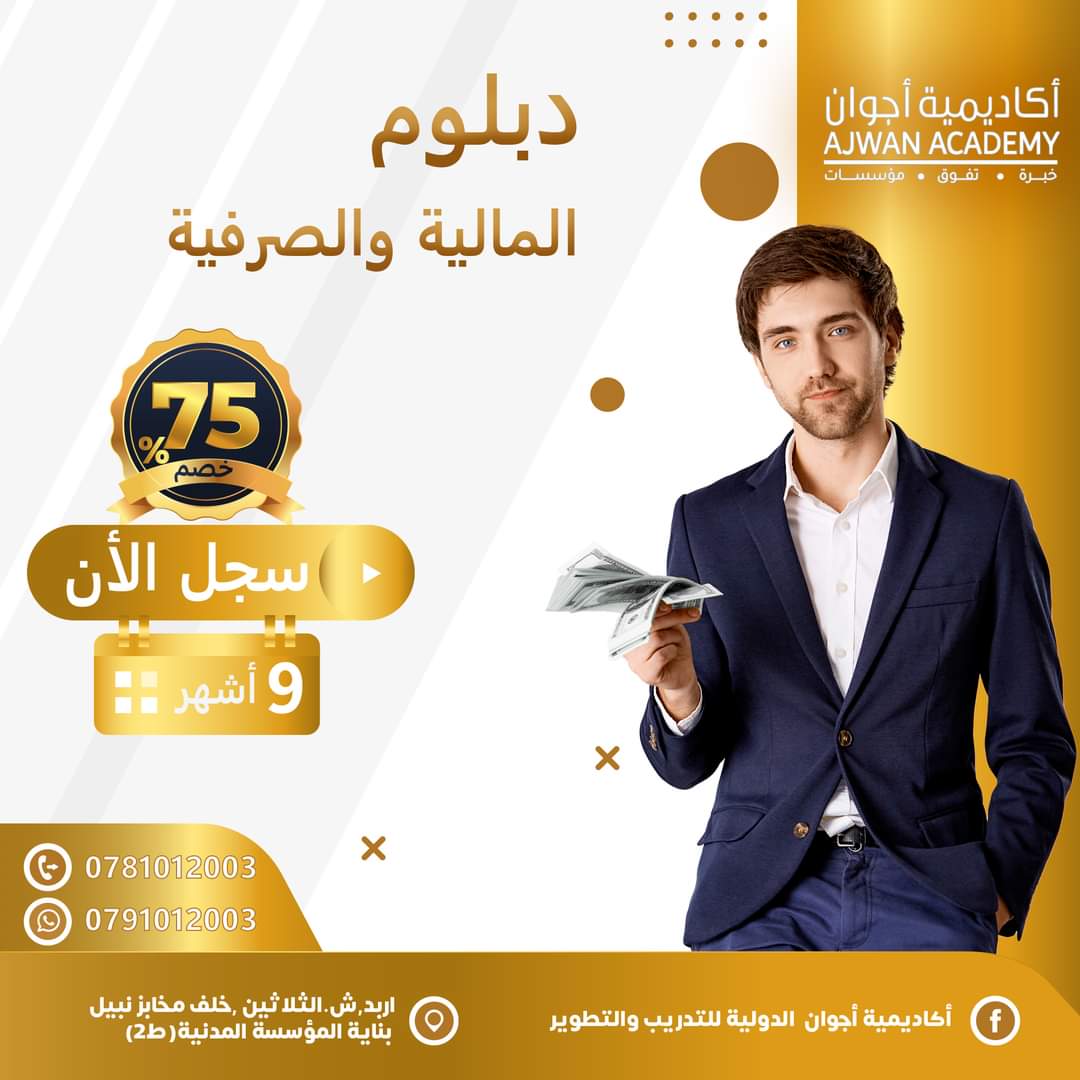 أكاديمية أجوان
AJWAN ACADEMY
خبرة • تفوق • مؤسسات
دبلوم
المالية والصرفية
%75
خصم
سجل الأن
9 أشهر
0781012003
0791012003
أكاديمية أجوان الدولية للتدريب والتطوير
اربد,ش.الثلاثين ,خلف مخابز نبيل
بناية المؤسسة المدنية( ط2)